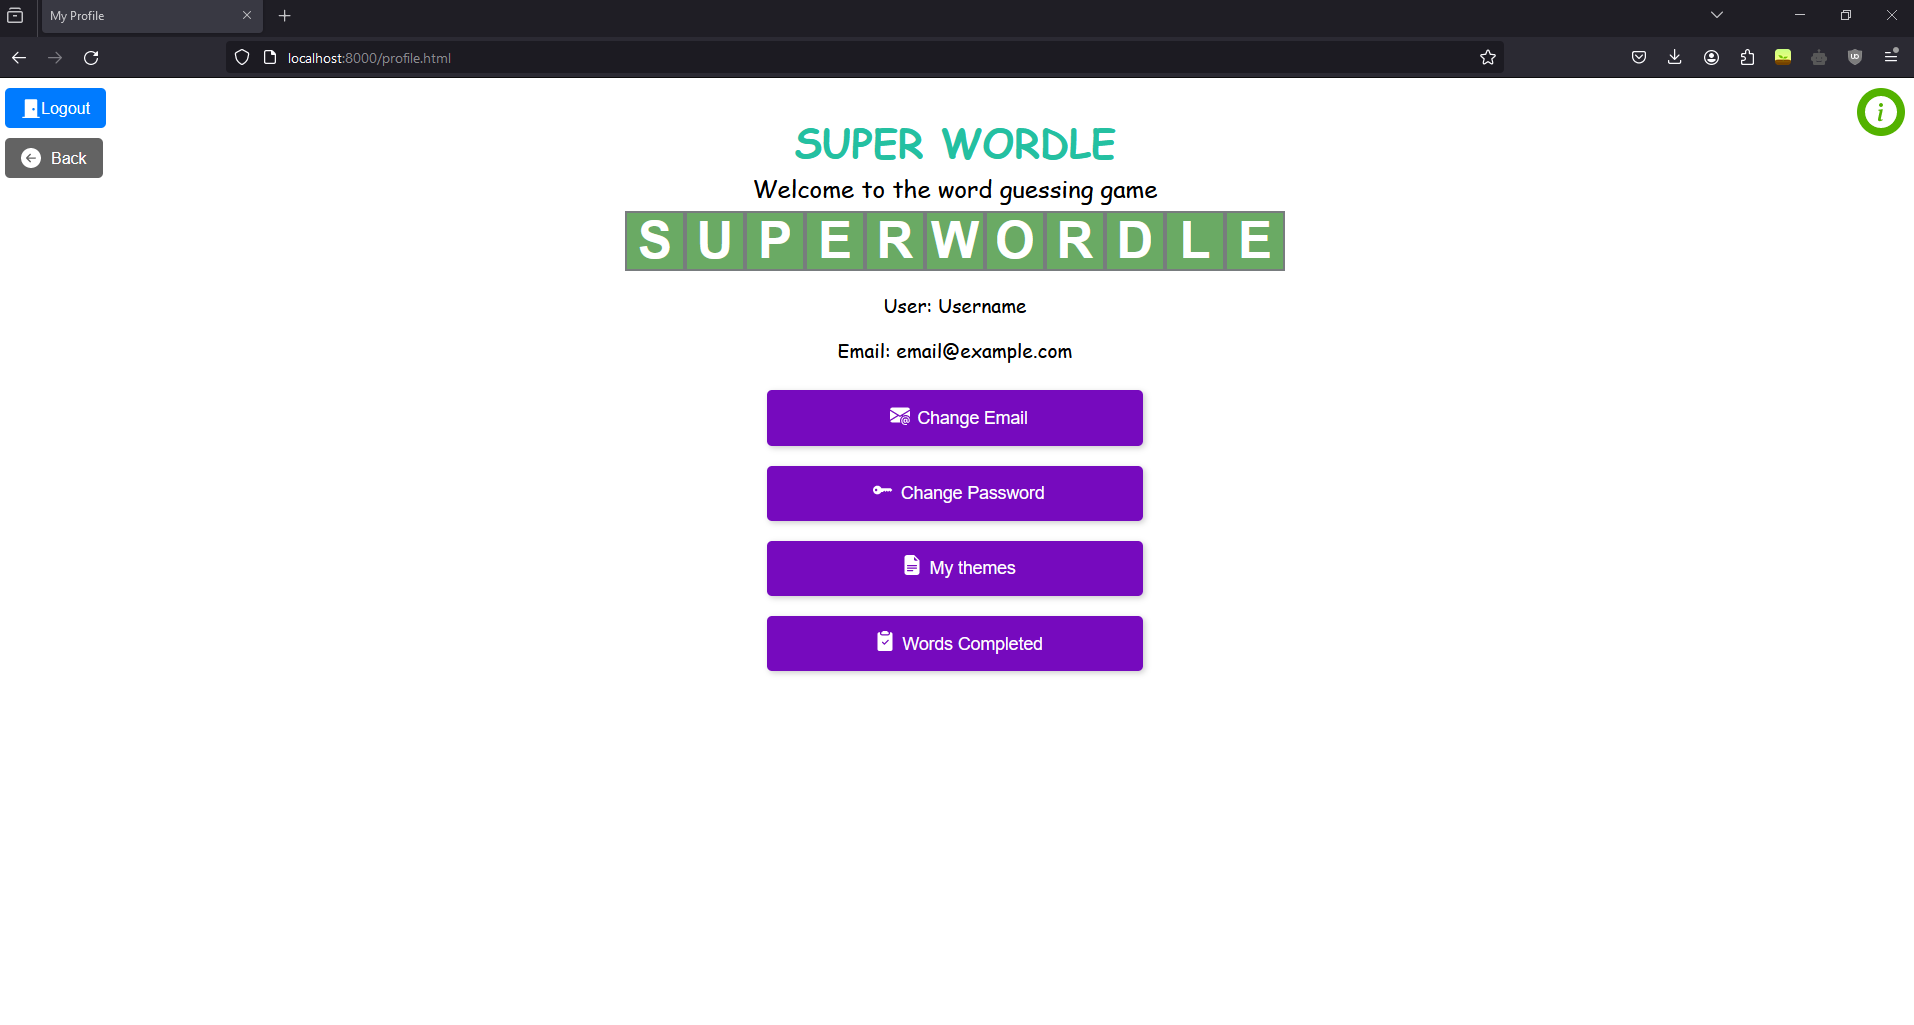 My Profile
localhost:8000/profile.html
Logout
i
Back
SUPER WORDLE
Welcome to the word guessing game
SUPERWORDLE
User: Username
Email: email@example.com
Change Email
Change Password
My themes
Words Completed